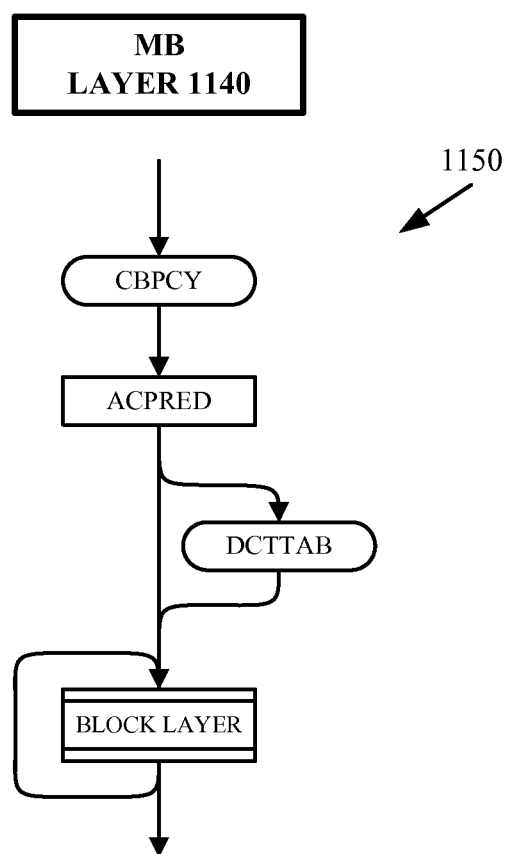 MB
LAYER 1140
1150
CBPCY
ACPRED
DCTTAB
BLOCK LAYER